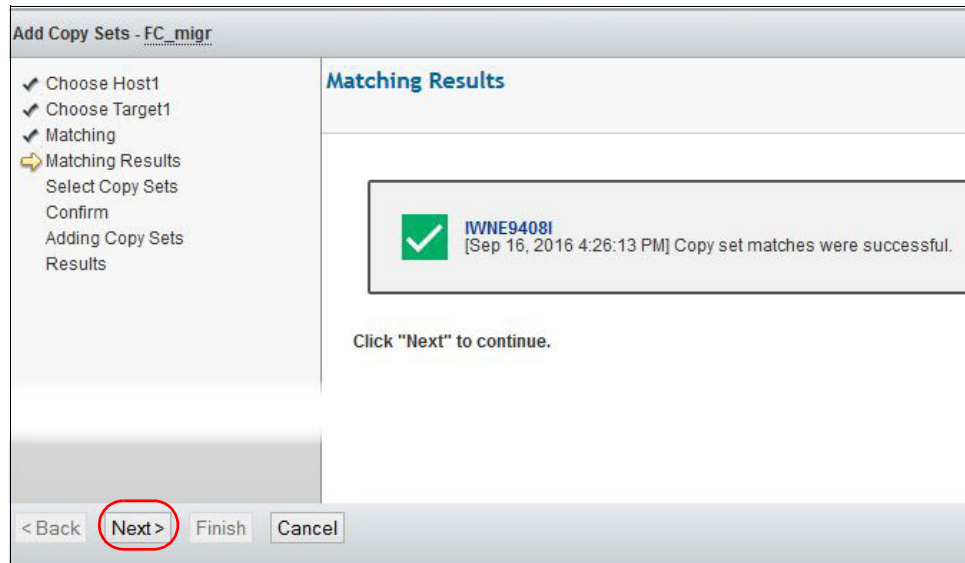 Add Copy Sets - FC_migr
Choose Host1
Choose Target1
Matching
Matching Results
Select Copy Sets
Confirm
Adding Copy Sets
Results
Matching Results
IWNE9408I
[Sep 16, 2016 4:26:13 PM] Copy set matches were successful.
Click "Next" to continue.
< Back Next > Finish Cancel